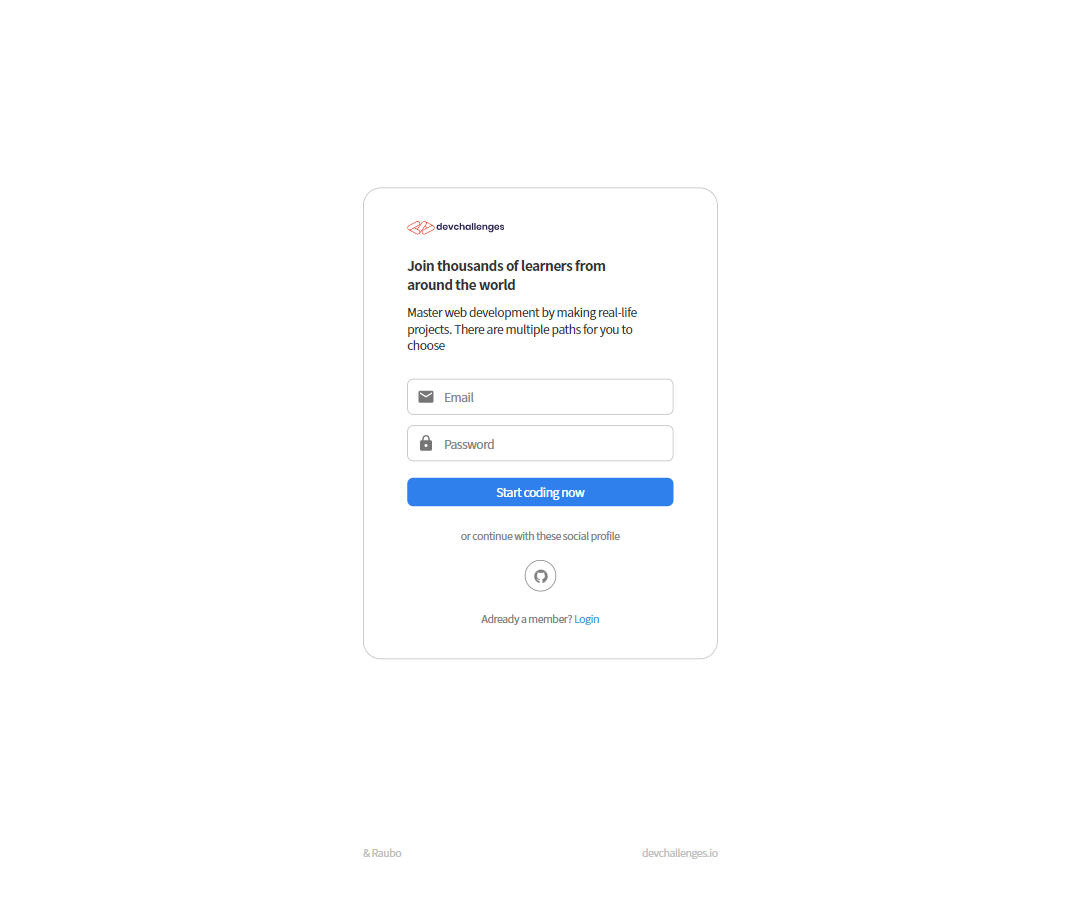 devchallenges
Join thousands of learners from
around the world
Master web development by making real-life
projects. There are multiple paths for you to
choose
Email
Password
Start coding now
or continue with these social profile
Adready a member? Login
& Raubo
devchallenges.io